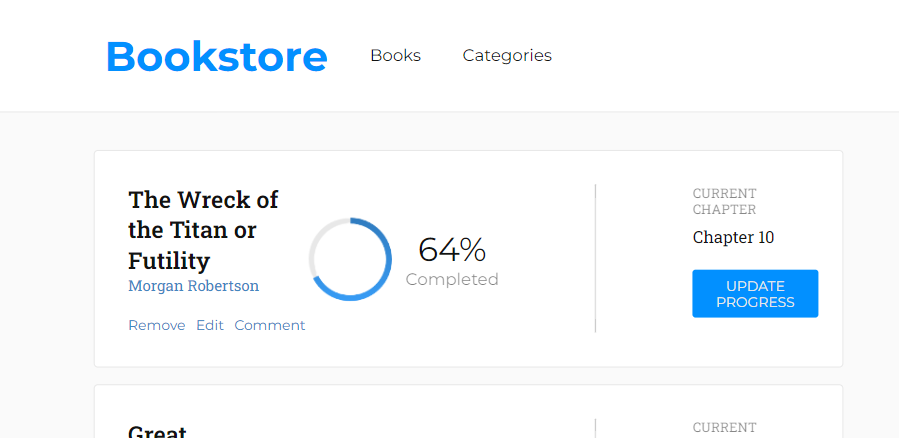 Bookstore
Books
Categories
The Wreck of
the Titan or
Futility
Morgan Robertson
Remove Edit Comment
64%
Completed
CURRENT
CHAPTER
Chapter 10
UPDATE
PROGRESS
Great
CURRENT